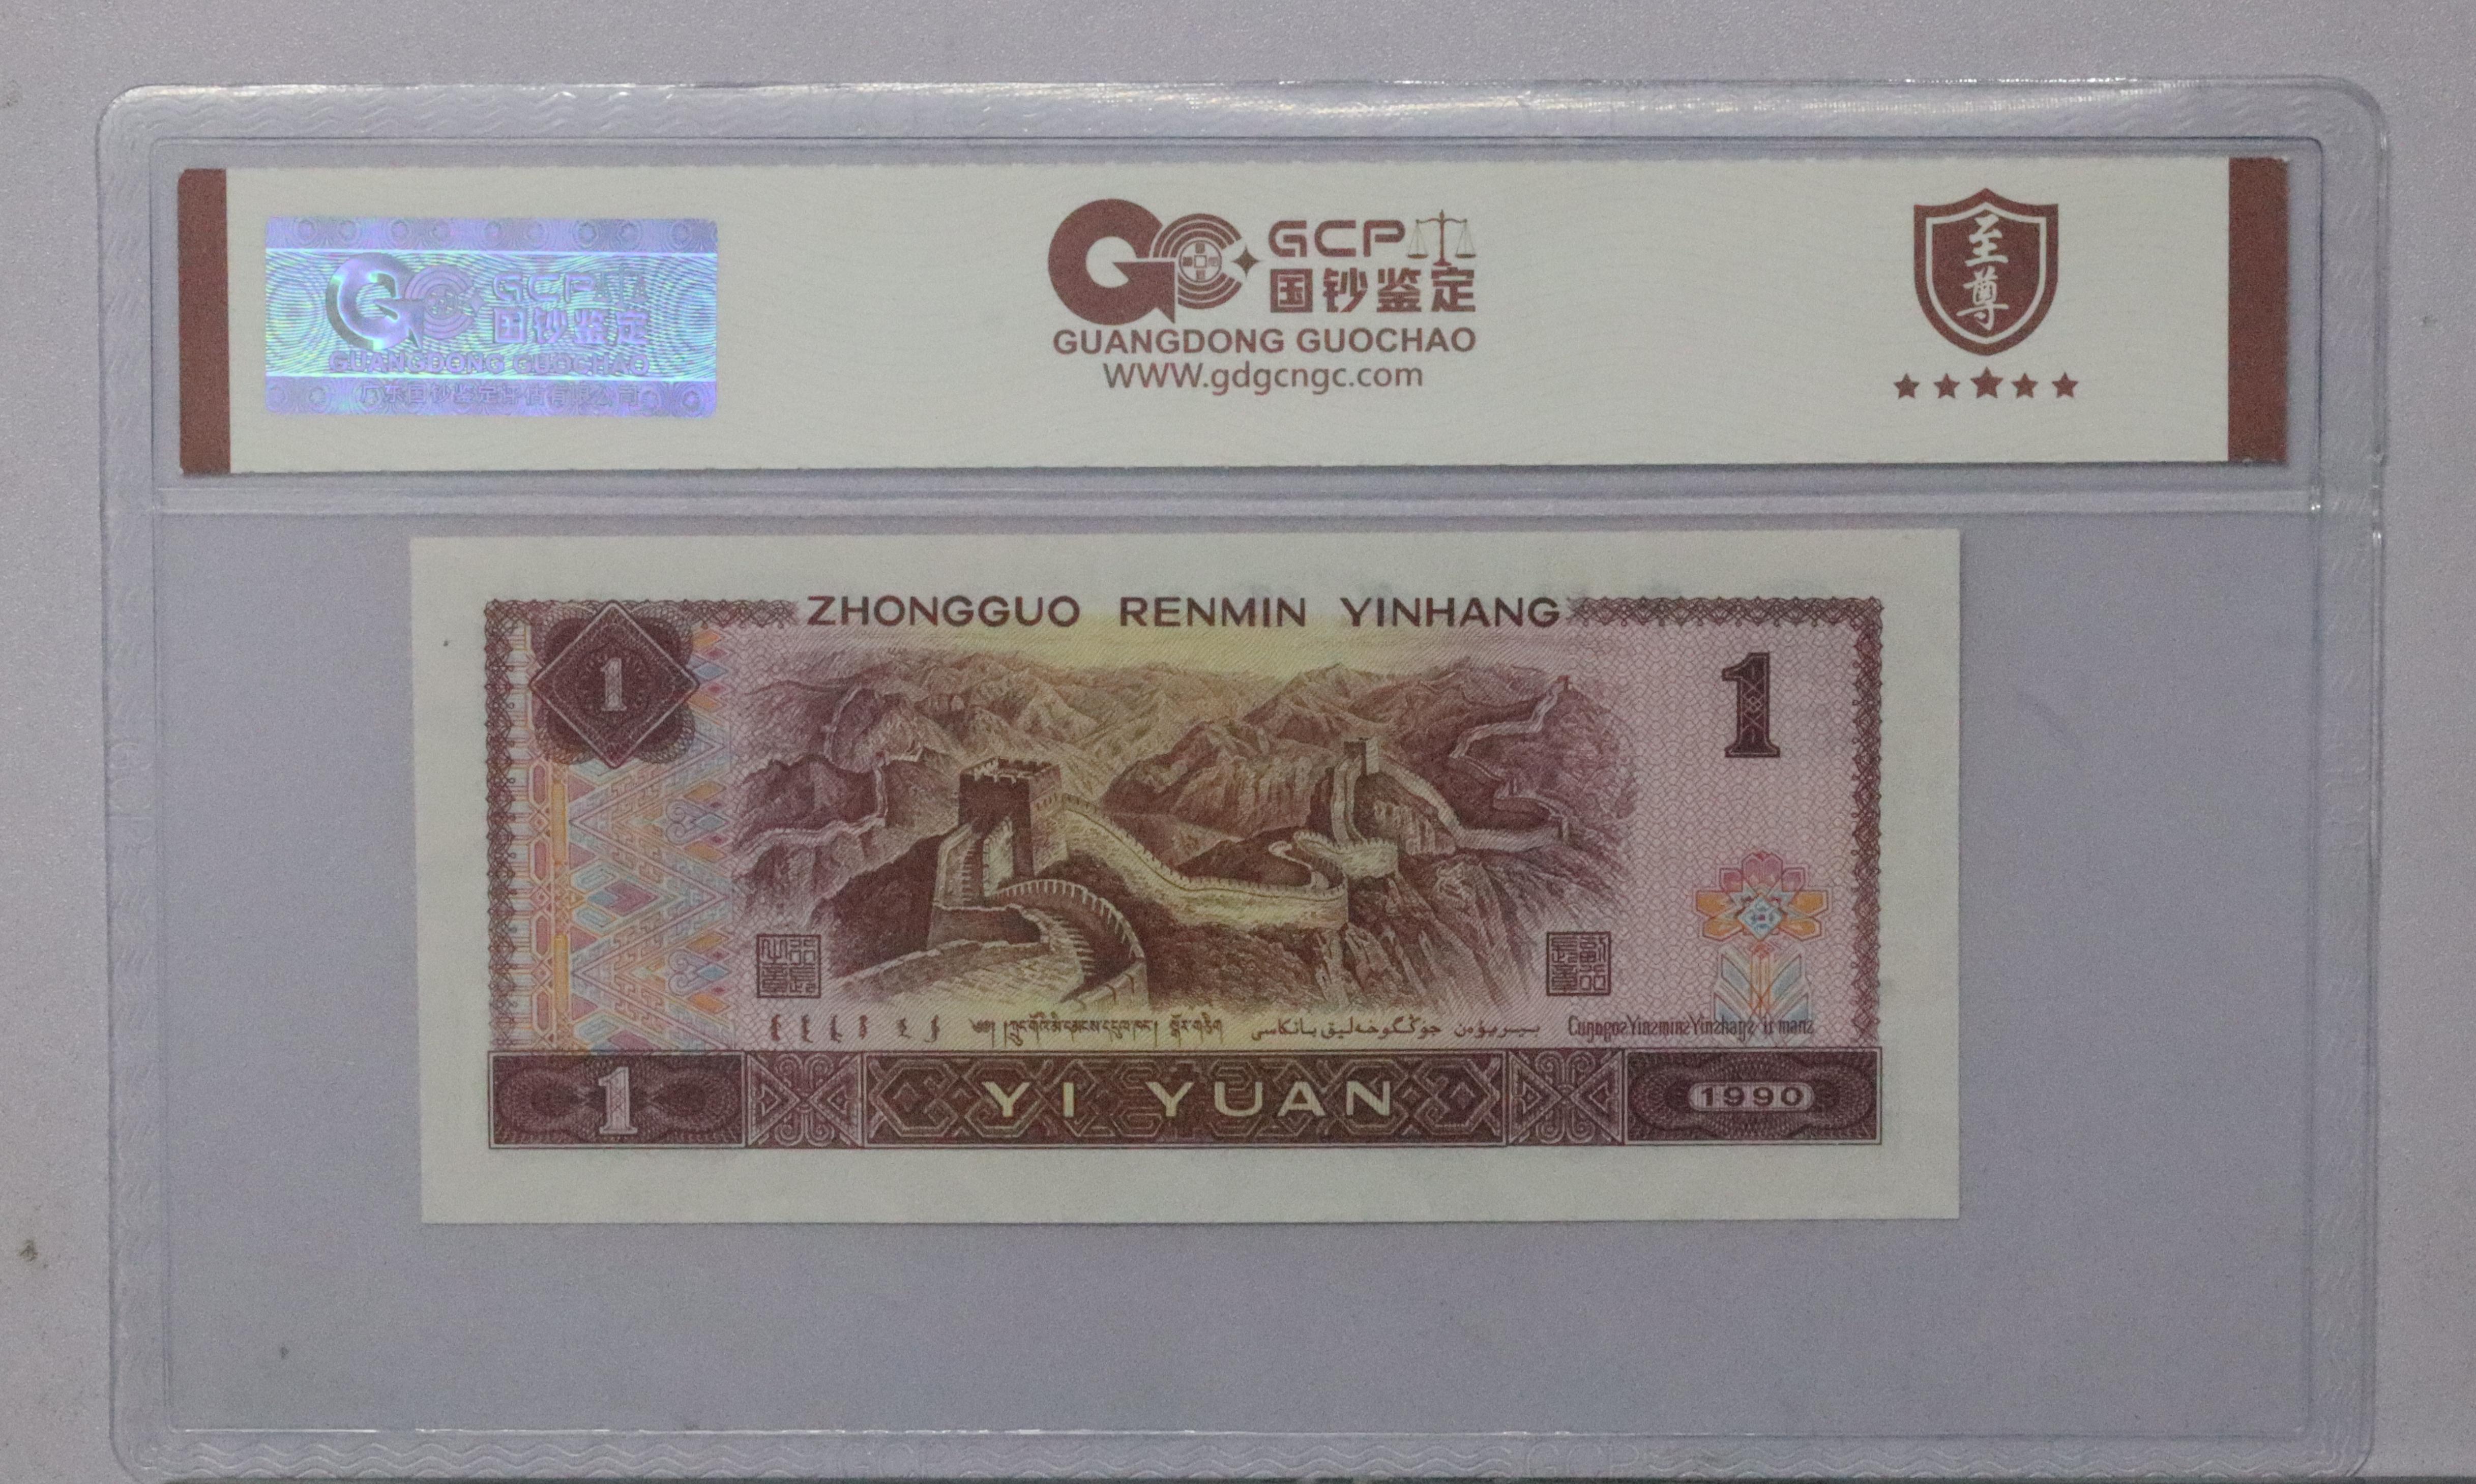 GCP
国钞鉴定
GUANGDONG GUOCHAO
广东国钞鉴定评估有限公司
GCP
国钞鉴定
GUANGDONG GUOCHAO
WWW.gdgcngc.com
至尊
ZHONGGUO RENMIN YINHANG
1
1
YI YUAN
1
1990